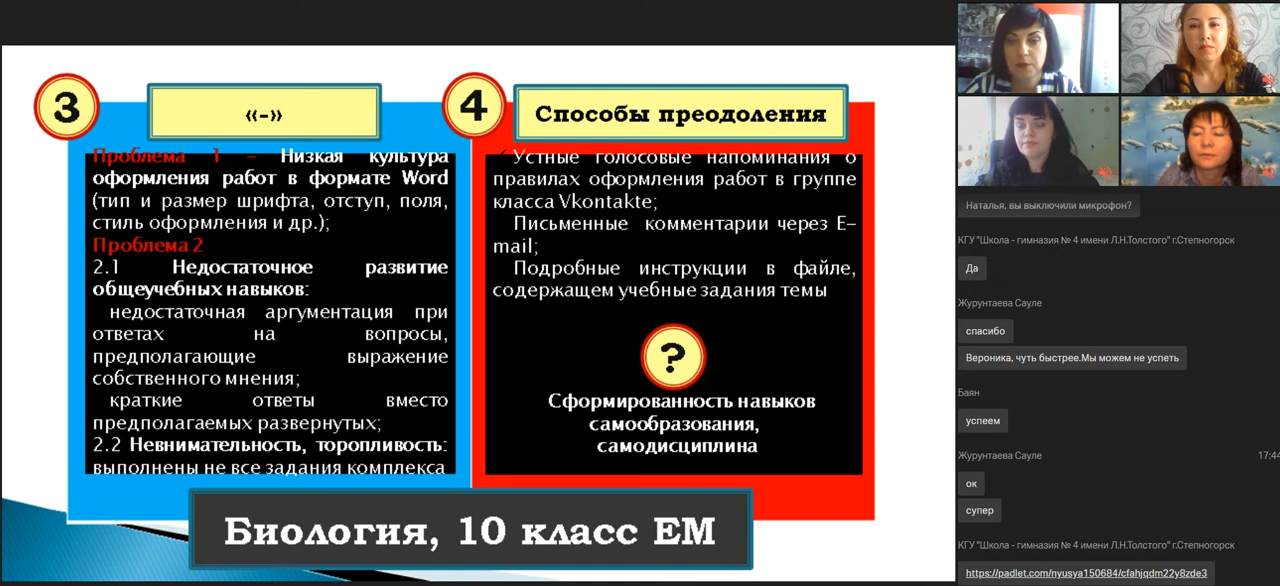 3
«-»
Проблема 1 – Низкая культура
оформления работ в формате Word
(тип и размер шрифта, отступ, поля,
стиль оформления и др.);
Проблема 2
2.1 Недостаточное развитие
общеучебных навыков:
недостаточная аргументация при
ответах на вопросы,
предполагающие выражение
собственного мнения;
краткие ответы вместо
предполагаемых развернутых;
2.2 Невнимательность, торопливость:
выполнены не все задания комплекса
4
Способы преодоления
Устные голосовые напоминания о
правилах оформления работ в группе
класса Vkontakte;
Письменные комментарии через E–
mail;
Подробные инструкции в файле,
содержащем учебные задания темы
?
Сформированность навыков
самообразования,
самодисциплина
Биология, 10 класс ЕМ
Наталья, вы выключили микрофон?
КГУ "Школа - гимназия № 4 имени Л.Н.Толстого" г.Степногорск
Да
Журунтаева Сауле
спасибо
Вероника, чуть быстрее.Мы можем не успеть
Баян
успеем
Журунтаева Сауле 17:44
ок
супер
КГУ "Школа - гимназия № 4 имени Л.Н.Толстого" г.Степногорск
https://padlet.com/nyusya150684/cfahjqdm22y8zde3